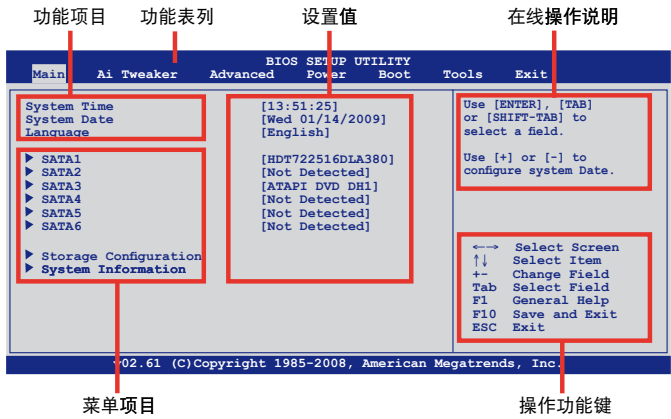 功能项目 功能表列 设置值 在线操作说明
BIOS SETUP UTILITY
Main Ai Tweaker Advanced Power Boot Tools Exit
System Time [13:51:25]
System Date [Wed 01/14/2009]
Language [English]
SATA1 [HDT722516DLA380]
SATA2 [Not Detected]
SATA3 [ATAPI DVD DH1]
SATA4 [Not Detected]
SATA5 [Not Detected]
SATA6 [Not Detected]
Storage Configuration
System Information
Use [ENTER], [TAB]
or [SHIFT-TAB] to
select a field.
Use [+] or [-] to
configure system Date.
←→ Select Screen
↑↓ Select Item
+- Change Field
Tab Select Field
F1 General Help
F10 Save and Exit
ESC Exit
v02.61 (C)Copyright 1985-2008, American Megatrends, Inc.
菜单项目 操作功能键